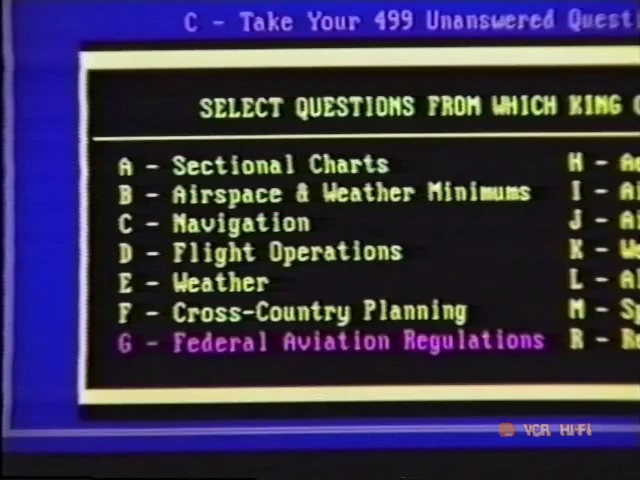 C - Take Your 499 Unanswered
SELECT QUESTIONS FROM WHICH KING
A - Sectional Charts
B - Airspace & Weather Minimums
C - Navigation
D - Flight Operations
E - Weather
F - Cross-Country Planning
G - Federal Aviation Regulations
H -
I -
J -
K -
L -
M -
R -
VCR HI-FI